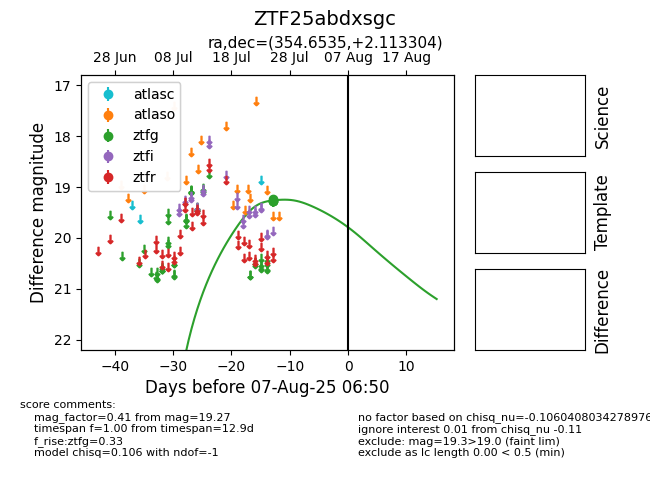 ZTF25abdxsgc
ra,dec=(354.6535,+2.113304)
28 Jun 08 Jul 18 Jul 28 Jul 07 Aug 17 Aug
17
18
19
20
21
22
Difference magnitude
atlasc
atlaso
ztfg
ztfi
ztfr
−40 −30 −20 −10 0 10
Days before 07-Aug-25 06:50
Science
Template
Difference
score comments:
mag_factor=0.41 from mag=19.27
timespan f=1.00 from timespan=12.9d
f_rise:ztfg=0.33
model chisq=0.106 with ndof=-1
no factor based on chisq_nu=-0.1060408034278976
ignore interest 0.01 from chisq_nu -0.11
exclude: mag=19.3>19.0 (faint lim)
exclude as lc length 0.00 < 0.5 (min)